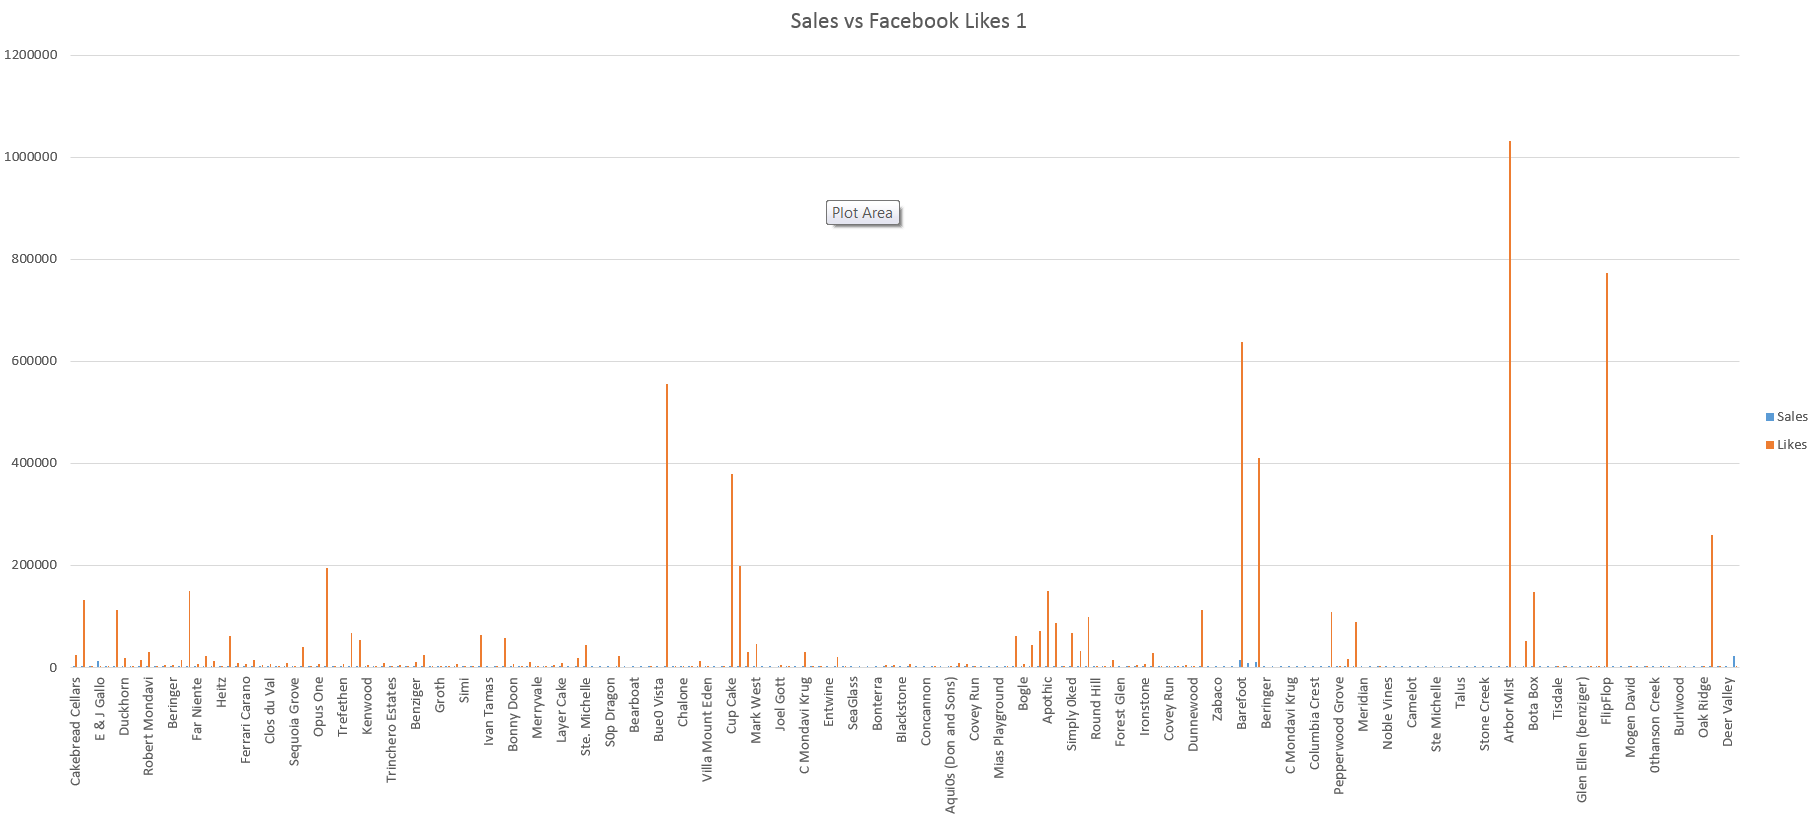 Sales vs Facebook Likes 1
1200000
1000000
800000
600000
400000
200000
0
Plot Area
Sales
Likes
Cakebread Cellars
E & J Gallo
Duckhorn
Robert Mondavi
Beringer
Far Niente
Heitz
Ferrari Carano
Clos du Val
Sequoia Grove
Opus One
Trefethen
Kenwood
Trinchero Estates
Benziger
Groth
Simi
Ivan Tamas
Bonny Doon
Merryvale
Layer Cake
Ste. Michelle
S0p Dragon
Bearboat
Bue0 Vista
Chalone
Villa Mount Eden
Cup Cake
Mark West
Joel Gott
C Mondavi Krug
Entwine
SeaGlass
Bonterra
Blackstone
Concannon
Aqui0s (Don and Sons)
Covey Run
Mias Playground
Bogle
Apothic
Simply 0ked
Round Hill
Forest Glen
Ironstone
Covey Run
Dunnewood
Zabaco
Barefoot
Beringer
C Mondavi Krug
Columbia Crest
Pepperwood Grove
Meridian
Noble Vines
Camelot
Ste Michelle
Talus
Stone Creek
Arbor Mist
Bota Box
Tisdale
Glen Ellen (benziger)
FlipFlop
Mogen David
0thanson Creek
Burlwood
Oak Ridge
Deer Valley